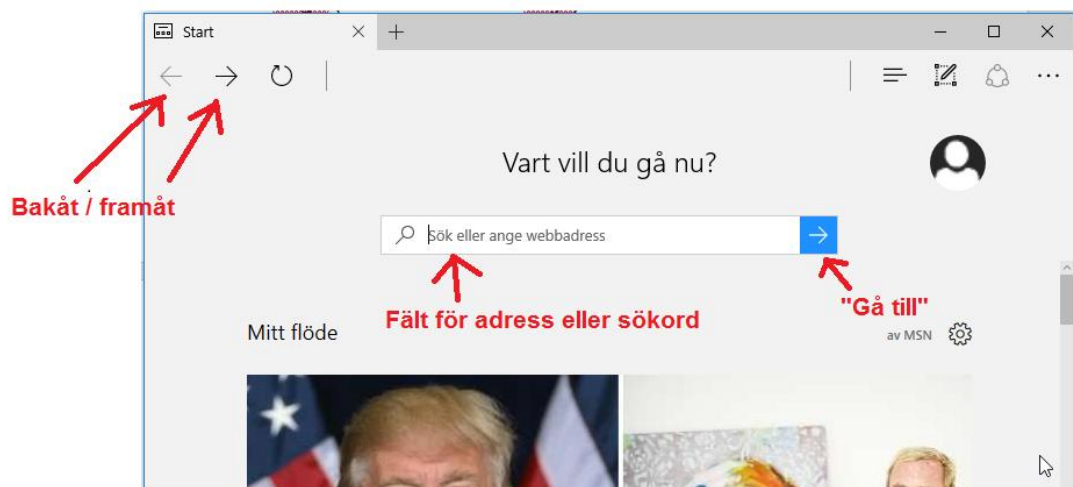 Start
Vart vill du gå nu?
Bakåt / framåt
Sök eller ange webbadress
"Gå till"
Fält för adress eller sökord
Mitt flöde
av MSN